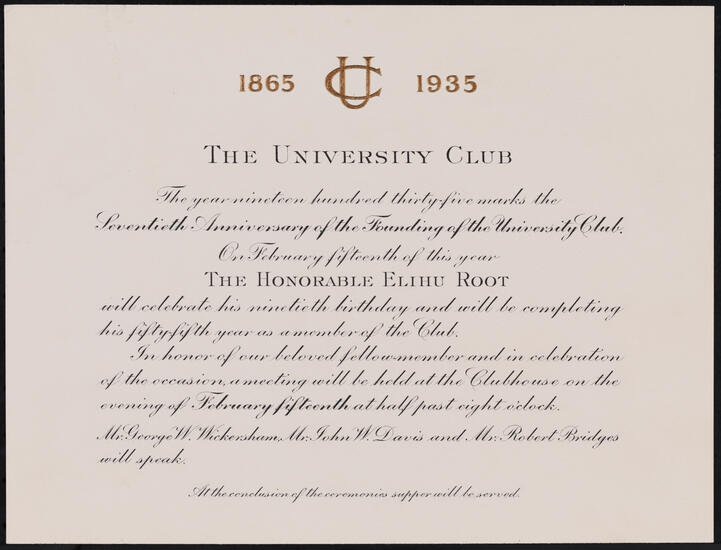 1865 UC 1935
THE UNIVERSITY CLUB
The year nineteen hundred thirty-five marks the
Seventieth Anniversary of the Founding of the University Club.
On February fifteenth of this year
THE HONORABLE ELIHU ROOT
will celebrate his ninetieth birthday and will be completing
his fifty-fifth year as a member of the Club.
In honor of our beloved fellow-member and in celebration
of the occasion, a meeting will be held at the Clubhouse on the
evening of February fifteenth at half past eight o'clock.
Mr. George W. Wickersham, Mr. John W. Davis and Mr. Robert Bridges
will speak.
At the conclusion of the ceremonies supper will be served.